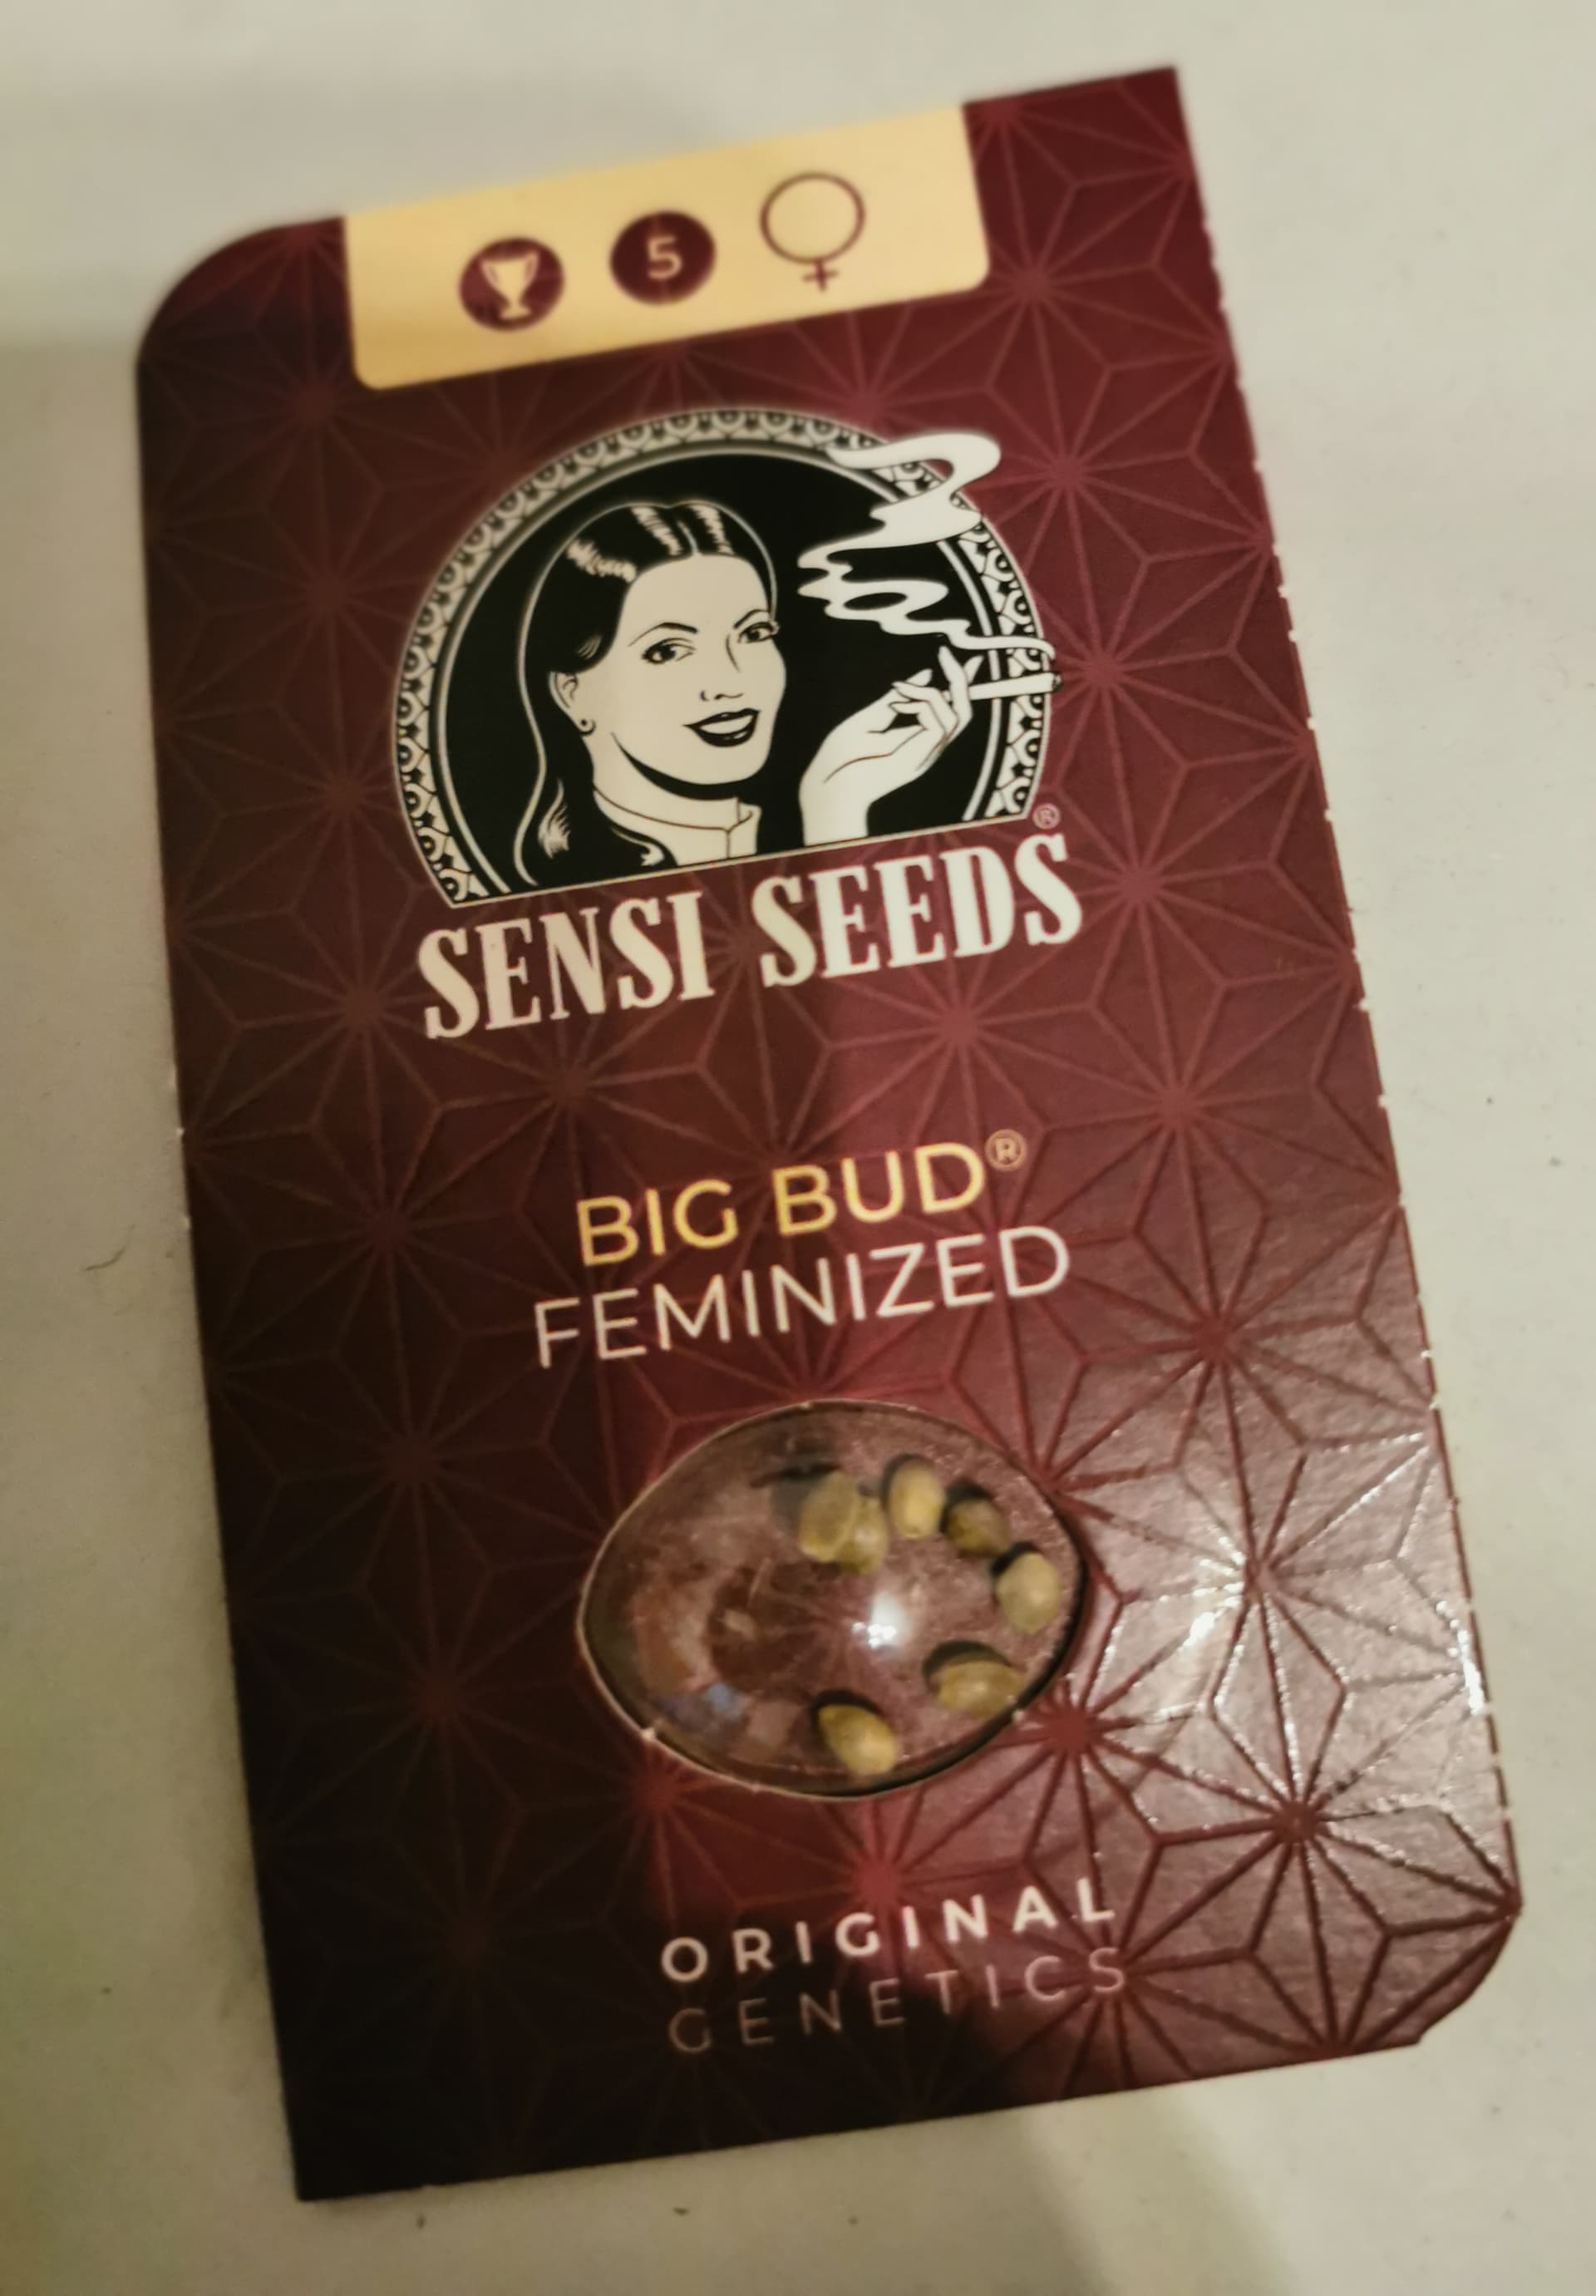 5
SENSI SEEDS®
BIG BUD®
FEMINIZED
ORIGINAL
GENETICS